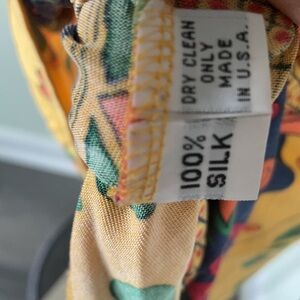 100%
SILK
DRY CLEAN
ONLY
MADE
IN U.S.A.